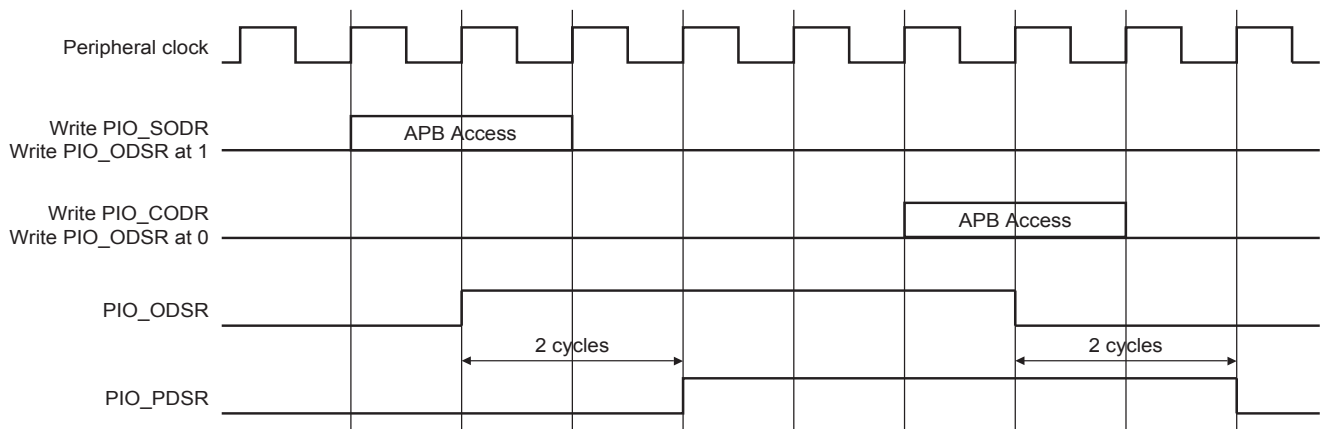 Peripheral clock
Write PIO_SODR
Write PIO_ODSR at 1
APB Access
Write PIO_CODR
Write PIO_ODSR at 0
APB Access
PIO_ODSR
2 cycles
2 cycles
PIO_PDSR